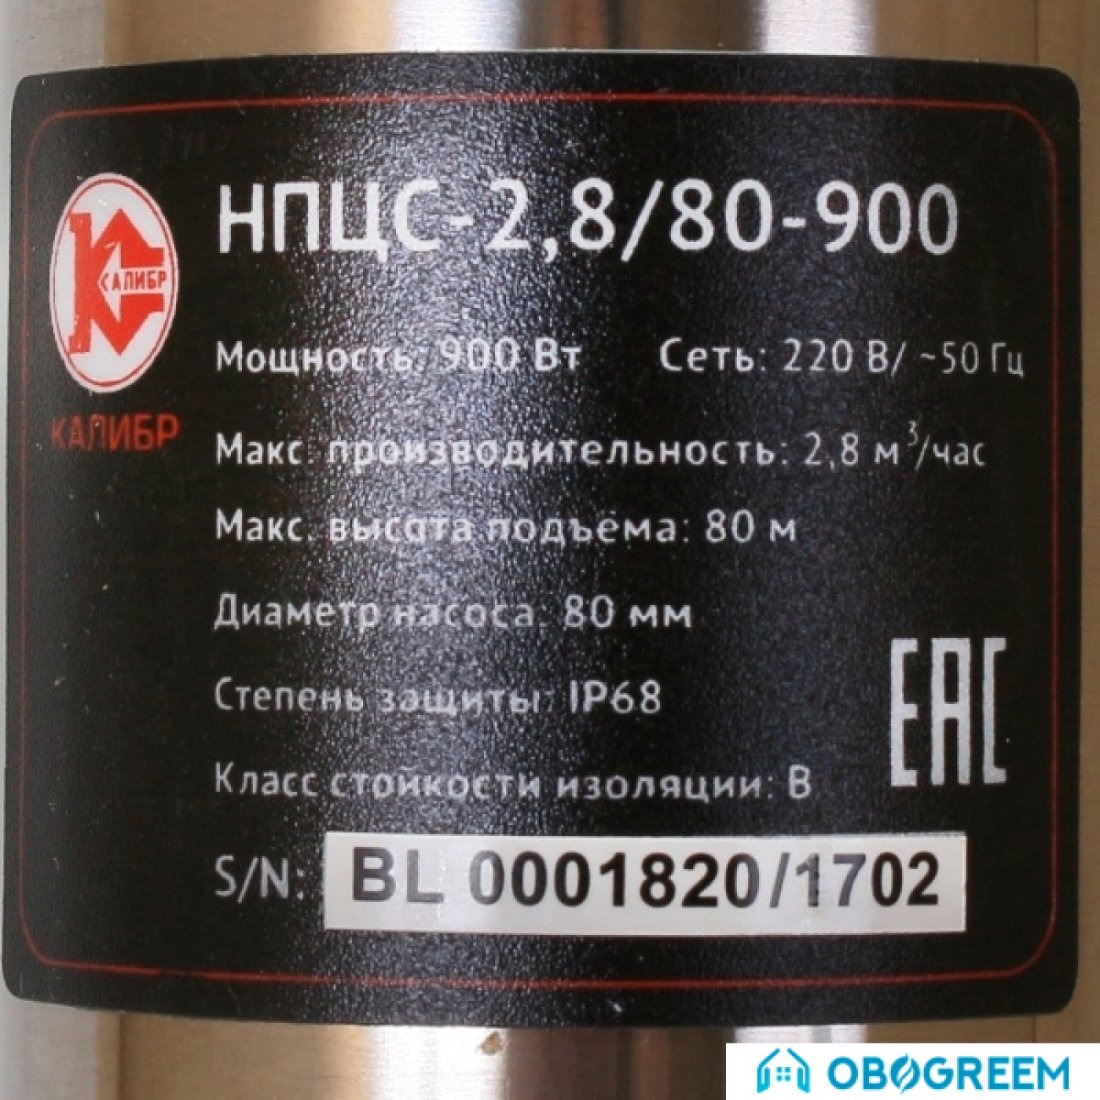 НПЦС-2,8/80-900
КАЛИБР
КАЛИБР
Мощность: 900 Вт Сеть: 220 В/ ~50 Гц
Макс. производительность: 2,8 м³/час
Макс. высота подъёма: 80 м
Диаметр насоса: 80 мм
Степень защиты: IP68
EAC
Класс стойкости изоляции: В
S/N: BL 0001820/1702
OBOGREEM